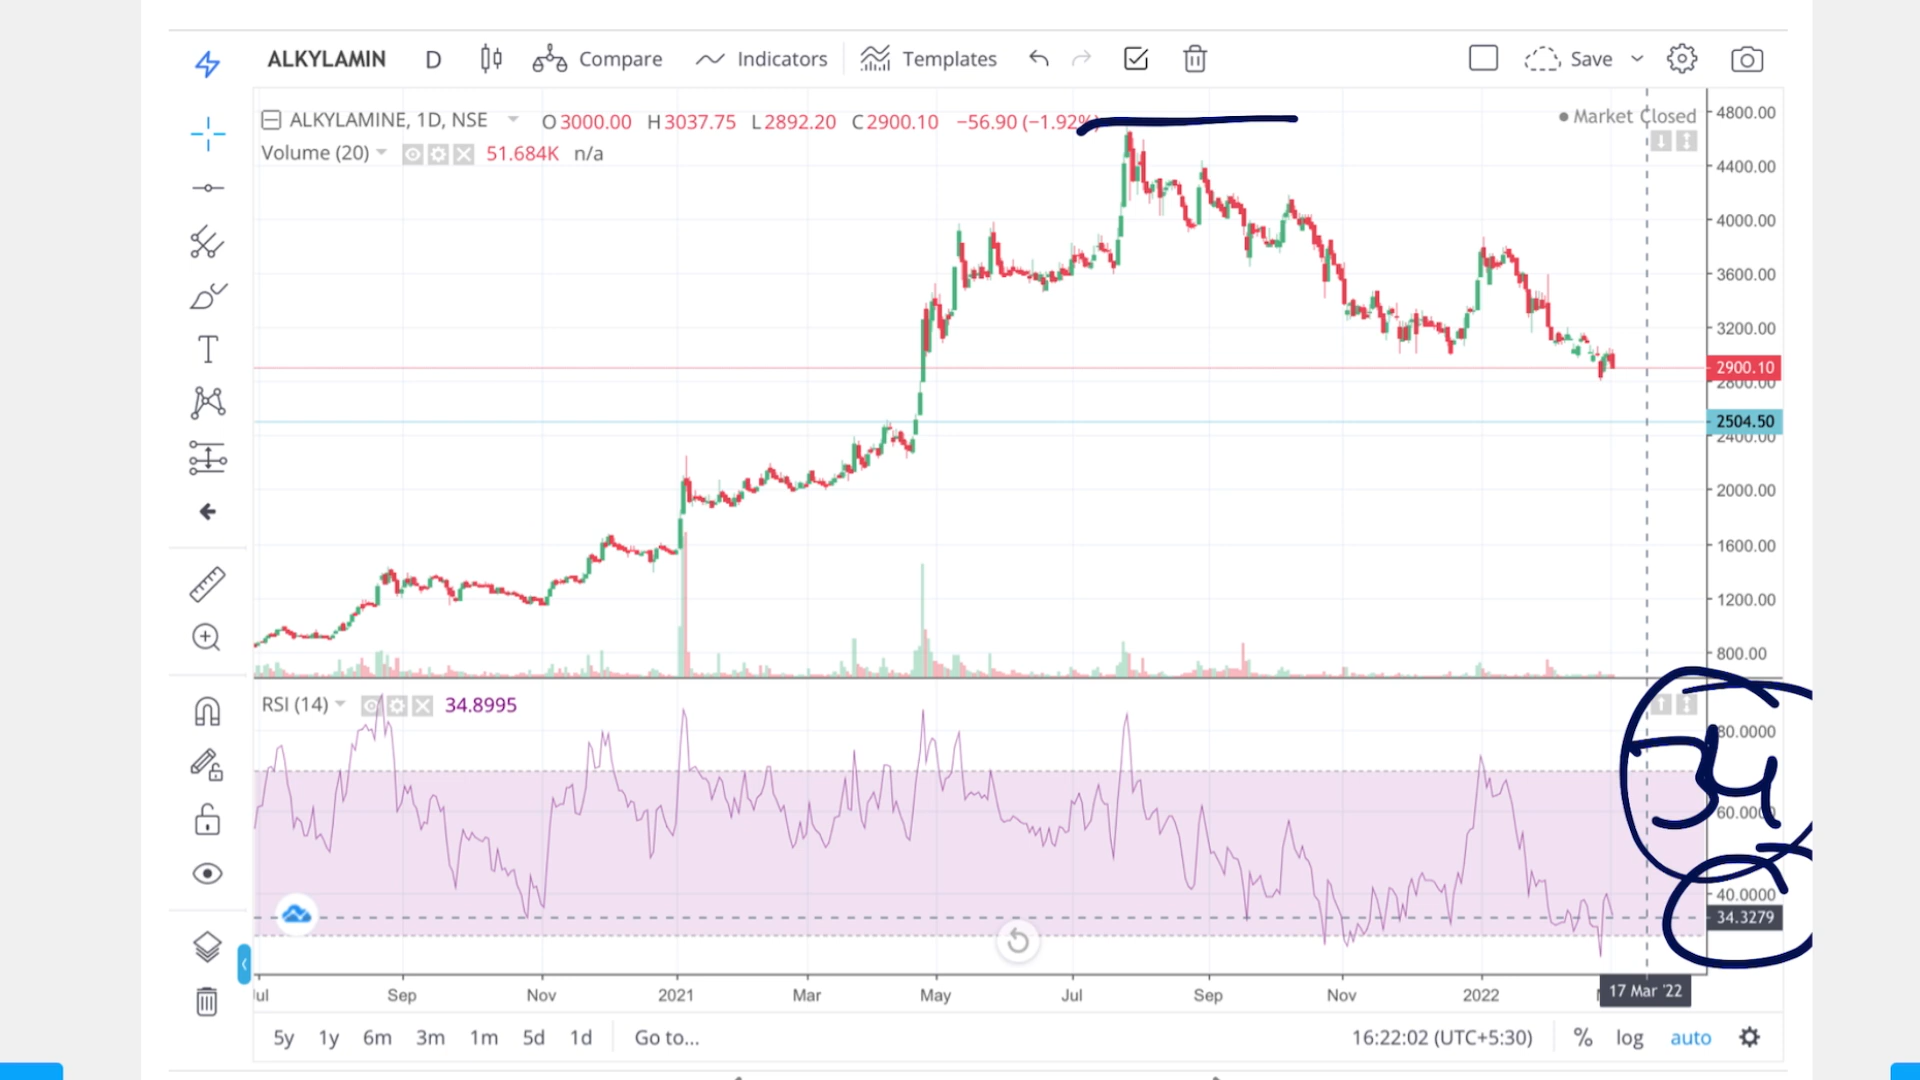 ALKYLAMIN D Compare Indicators Templates Save
ALKYLAMINE, 1D, NSE O3000.00 H3037.75 L2892.20 C2900.10 −56.90 (−1.92%)
Market Closed
Volume (20) 51.684K n/a
4800.00
4400.00
4000.00
3600.00
3200.00
2900.10
2800.00
2504.50
2400.00
2000.00
1600.00
1200.00
800.00
RSI (14) 34.8995
34
80.0000
60.0000
40.0000
34.3279
Sep Nov 2021 Mar May Jul Sep Nov 2022 17 Mar '22
5y 1y 6m 3m 1m 5d 1d Go to... 16:22:02 (UTC+5:30) % log auto